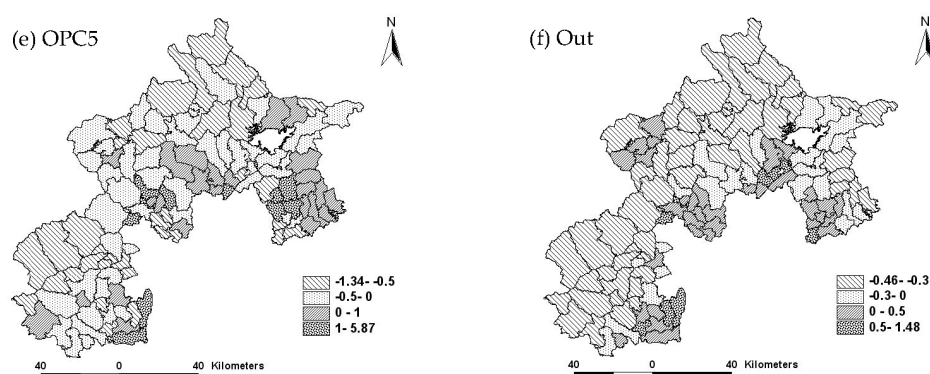 (e) OPC5
N
-1.34- -0.5
-0.5- 0
0 - 1
1- 5.87
40 0 40 Kilometers
(f) Out
N
-0.46- -0.3
-0.3- 0
0 - 0.5
0.5- 1.48
40 0 40 Kilometers